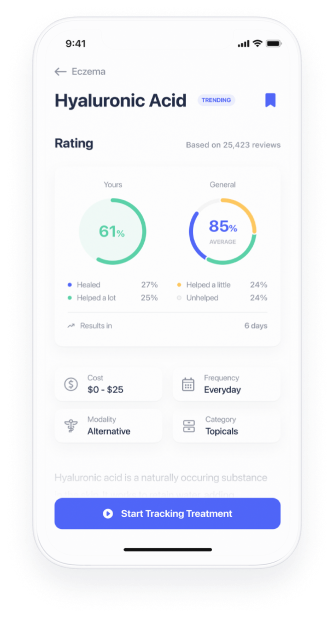 9:41
Eczema
Hyaluronic Acid TRENDING
Rating Based on 25,423 reviews
Yours General
61% 85%
AVERAGE
Healed 27% Helped a little 24%
Helped a lot 25% Unhelped 24%
Results in 6 days
Cost Frequency
$0 - $25 Everyday
Modality Category
Alternative Topicals
Hyaluronic acid is a naturally occuring substance
Start Tracking Treatment